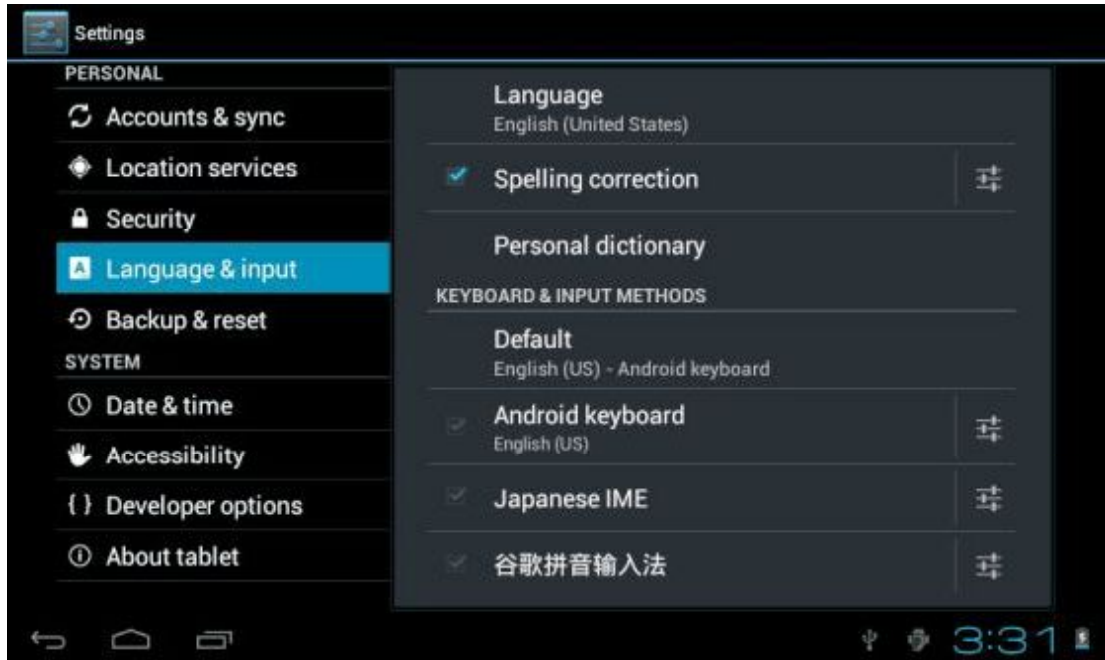 Settings
PERSONAL
Accounts & sync
Location services
Security
Language & input
Backup & reset
SYSTEM
Date & time
Accessibility
{ } Developer options
About tablet
Language
English (United States)
Spelling correction
Personal dictionary
KEYBOARD & INPUT METHODS
Default
English (US) - Android keyboard
Android keyboard
English (US)
Japanese IME
谷歌拼音输入法
3:31